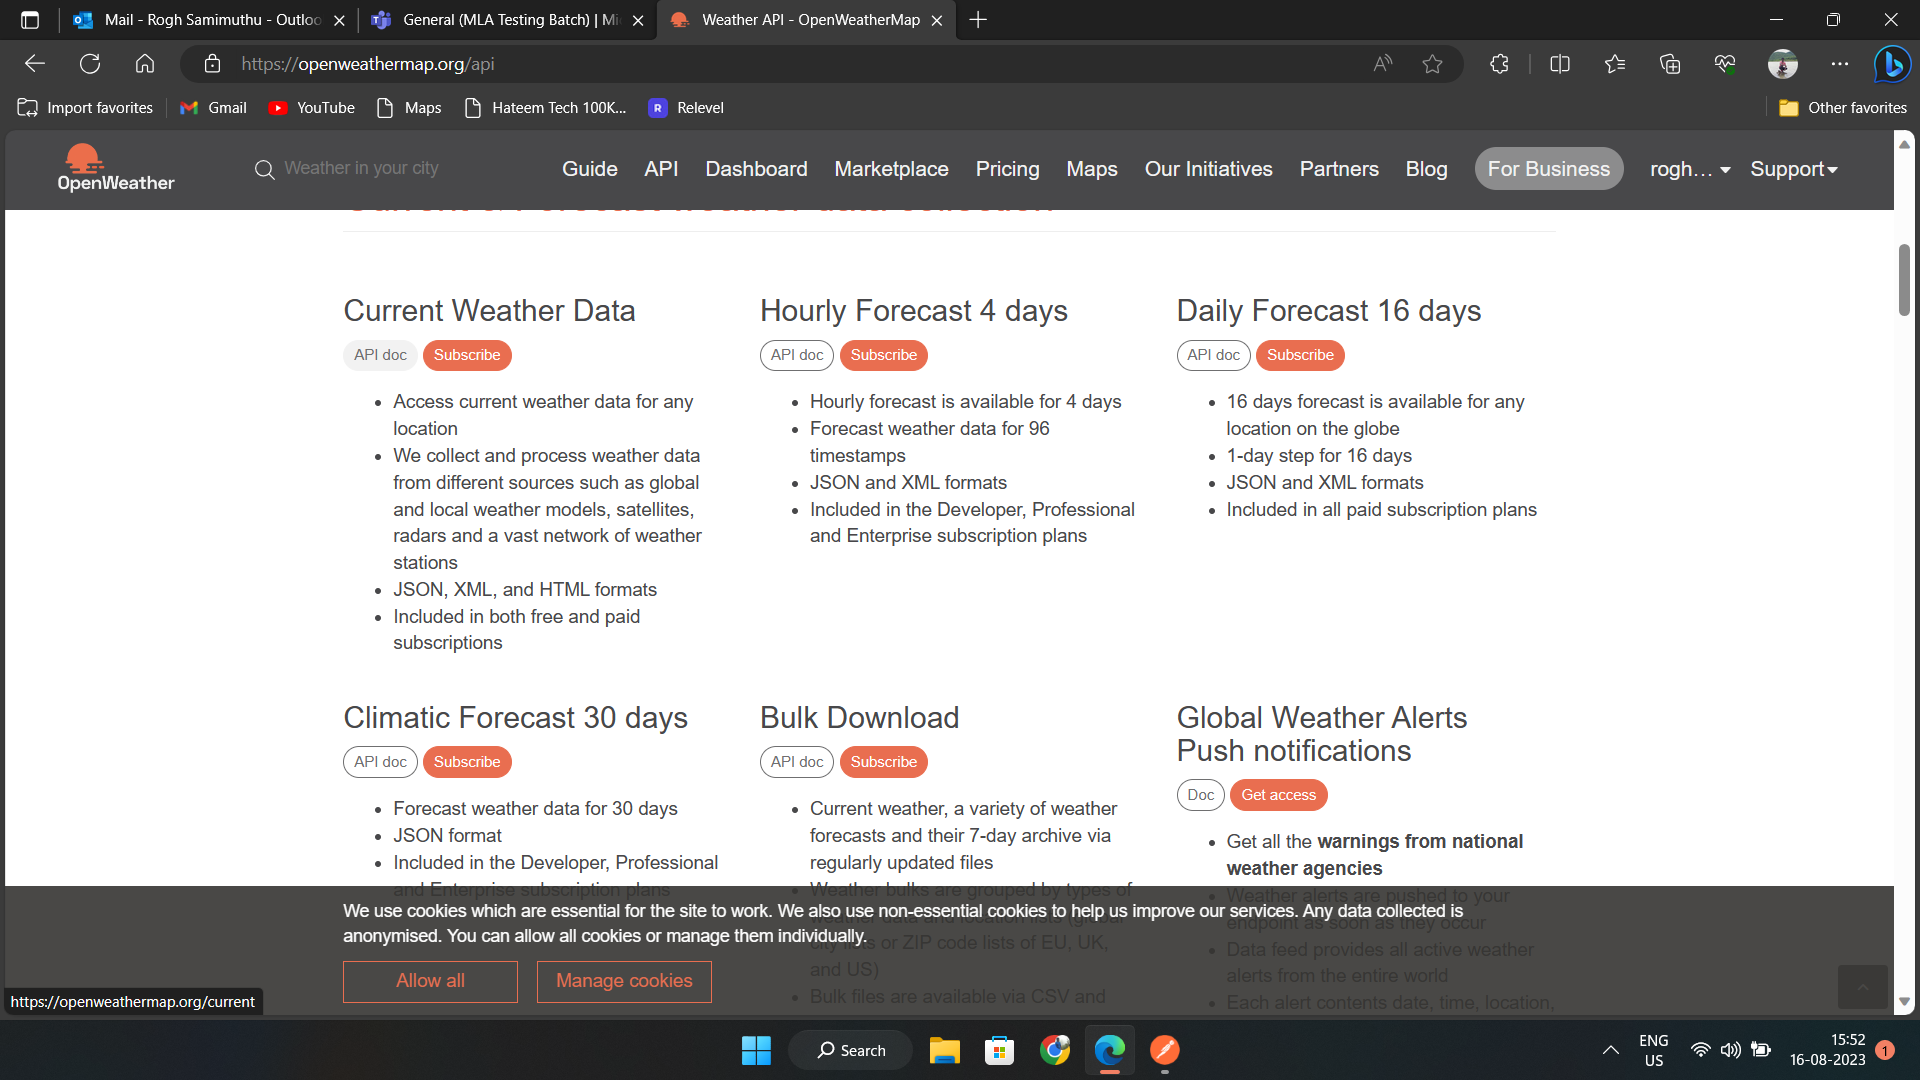 Mail - Rogh Samimuthu - Outloo
General (MLA Testing Batch) | Mi
Weather API - OpenWeatherMap
https://openweathermap.org/api
Import favorites
Gmail
YouTube
Maps
Hateem Tech 100K...
R
Relevel
Other favorites
OpenWeather
Weather in your city
Guide
API
Dashboard
Marketplace
Pricing
Maps
Our Initiatives
Partners
Blog
For Business
rogh...
Support
Current Weather Data
API doc
Subscribe
Access current weather data for any
location
We collect and process weather data
from different sources such as global
and local weather models, satellites,
radars and a vast network of weather
stations
JSON, XML, and HTML formats
Included in both free and paid
subscriptions
Hourly Forecast 4 days
API doc
Subscribe
Hourly forecast is available for 4 days
Forecast weather data for 96
timestamps
JSON and XML formats
Included in the Developer, Professional
and Enterprise subscription plans
Daily Forecast 16 days
API doc
Subscribe
16 days forecast is available for any
location on the globe
1-day step for 16 days
JSON and XML formats
Included in all paid subscription plans
Climatic Forecast 30 days
API doc
Subscribe
Forecast weather data for 30 days
JSON format
Included in the Developer, Professional
and Enterprise subscription plans
Bulk Download
API doc
Subscribe
Current weather, a variety of weather
forecasts and their 7-day archive via
regularly updated files
Weather bulks are grouped by types of
city lists or ZIP code lists of EU, UK,
and US)
Bulk files are available via CSV and
Global Weather Alerts
Push notifications
Doc
Get access
Get all the warnings from national
weather agencies
Weather alerts are pushed to your
endpoint as soon as they occur
Data feed provides all active weather
alerts from the entire world
Each alert contents date, time, location,
We use cookies which are essential for the site to work. We also use non-essential cookies to help us improve our services. Any data collected is
anonymised. You can allow all cookies or manage them individually.
Allow all
Manage cookies
https://openweathermap.org/current
Search
ENG
US
15:52
16-08-2023
1